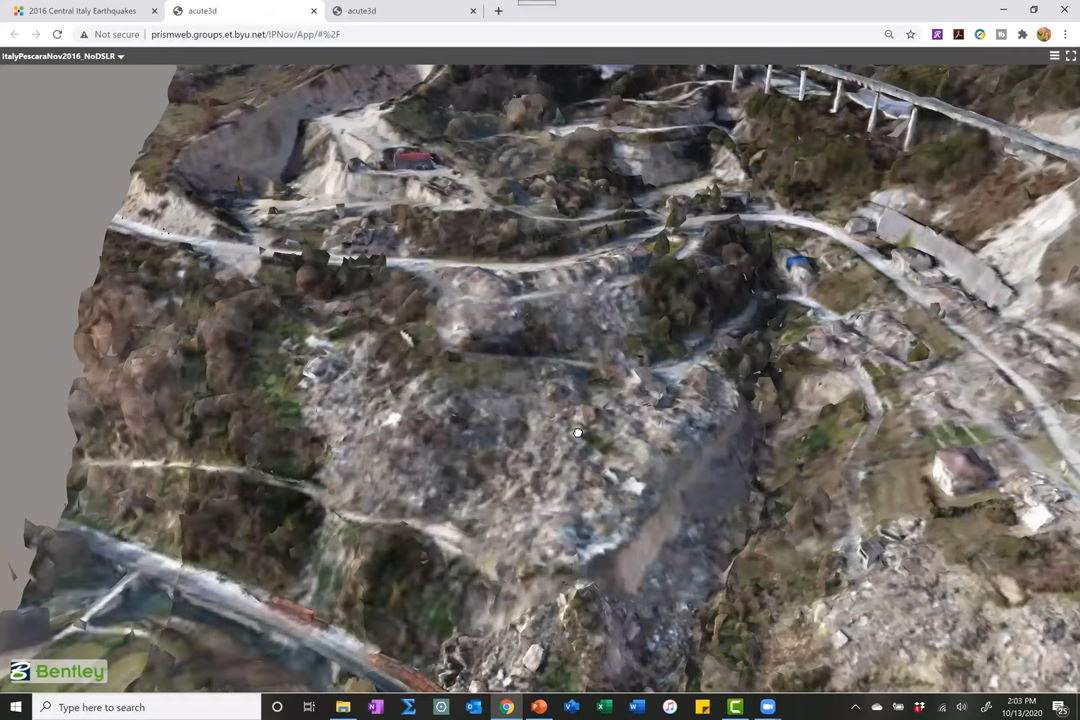 2016 Central Italy Earthquakes
acute3d
acute3d
Not secure
prismweb.groups.et.byu.net/IPNov/App/#%2F
ItalyPescaraNov2016_NoDSLR
Bentley
Type here to search
2:03 PM
10/13/2020
25